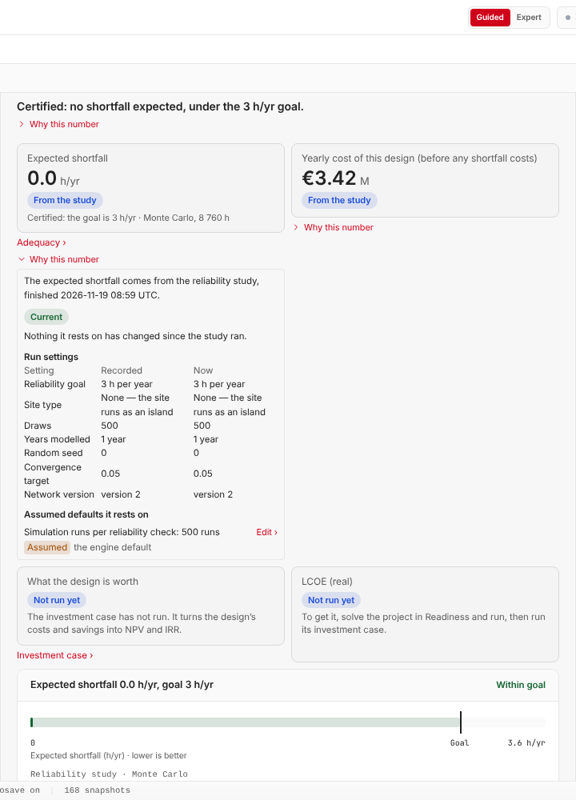 Guided Expert
Certified: no shortfall expected, under the 3 h/yr goal.
Why this number
Expected shortfall
0.0 h/yr
From the study
Certified: the goal is 3 h/yr · Monte Carlo, 8 760 h
Yearly cost of this design (before any shortfall costs)
€3.42 M
From the study
Why this number
Adequacy ›
Why this number
The expected shortfall comes from the reliability study,
finished 2026-11-19 08:59 UTC.
Current
Nothing it rests on has changed since the study ran.
Run settings
Setting Recorded Now
Reliability goal 3 h per year 3 h per year
Site type None — the site runs as an island None — the site runs as an island
Draws 500 500
Years modelled 1 year 1 year
Random seed 0 0
Convergence target 0.05 0.05
Network version version 2 version 2
Assumed defaults it rests on
Simulation runs per reliability check: 500 runs Edit ›
Assumed the engine default
What the design is worth
Not run yet
The investment case has not run. It turns the design's
costs and savings into NPV and IRR.
LCOE (real)
Not run yet
To get it, solve the project in Readiness and run, then run
its investment case.
Investment case ›
Expected shortfall 0.0 h/yr, goal 3 h/yr Within goal
0 Goal 3.6 h/yr
Expected shortfall (h/yr) · lower is better
Reliability study · Monte Carlo
osave on 168 snapshots